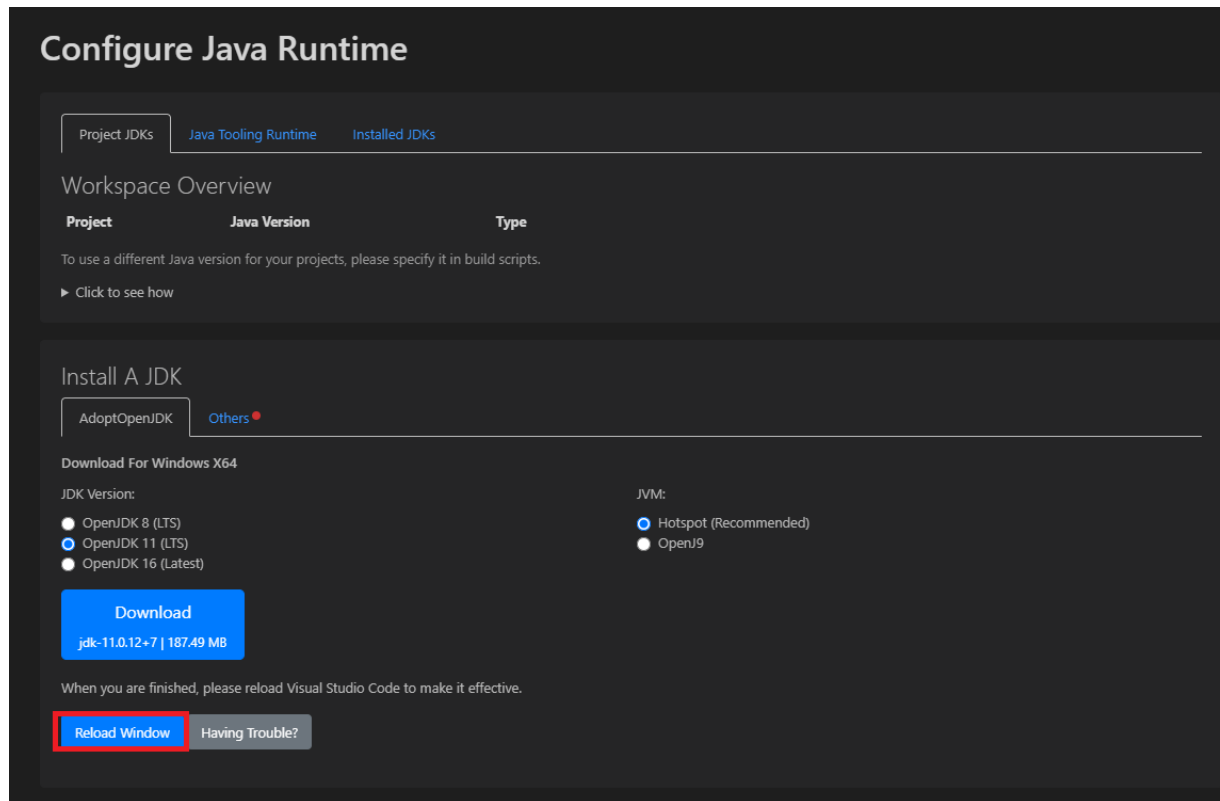 Configure Java Runtime
Project JDKs Java Tooling Runtime Installed JDKs
Workspace Overview
Project Java Version Type
To use a different Java version for your projects, please specify it in build scripts.
Click to see how
Install A JDK
AdoptOpenJDK Others
Download For Windows X64
JDK Version: JVM:
OpenJDK 8 (LTS) Hotspot (Recommended)
OpenJDK 11 (LTS) OpenJ9
OpenJDK 16 (Latest)
Download
jdk-11.0.12+7 | 187.49 MB
When you are finished, please reload Visual Studio Code to make it effective.
Reload Window Having Trouble?